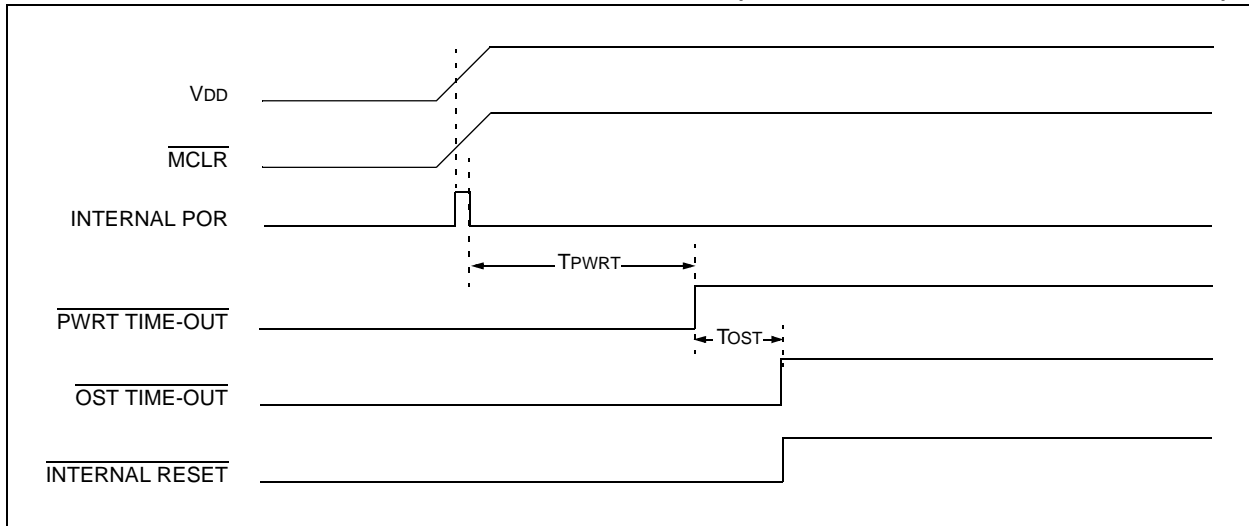 VDD
MCLR
INTERNAL POR
TPWRT
PWRT TIME-OUT
TOST
OST TIME-OUT
INTERNAL RESET